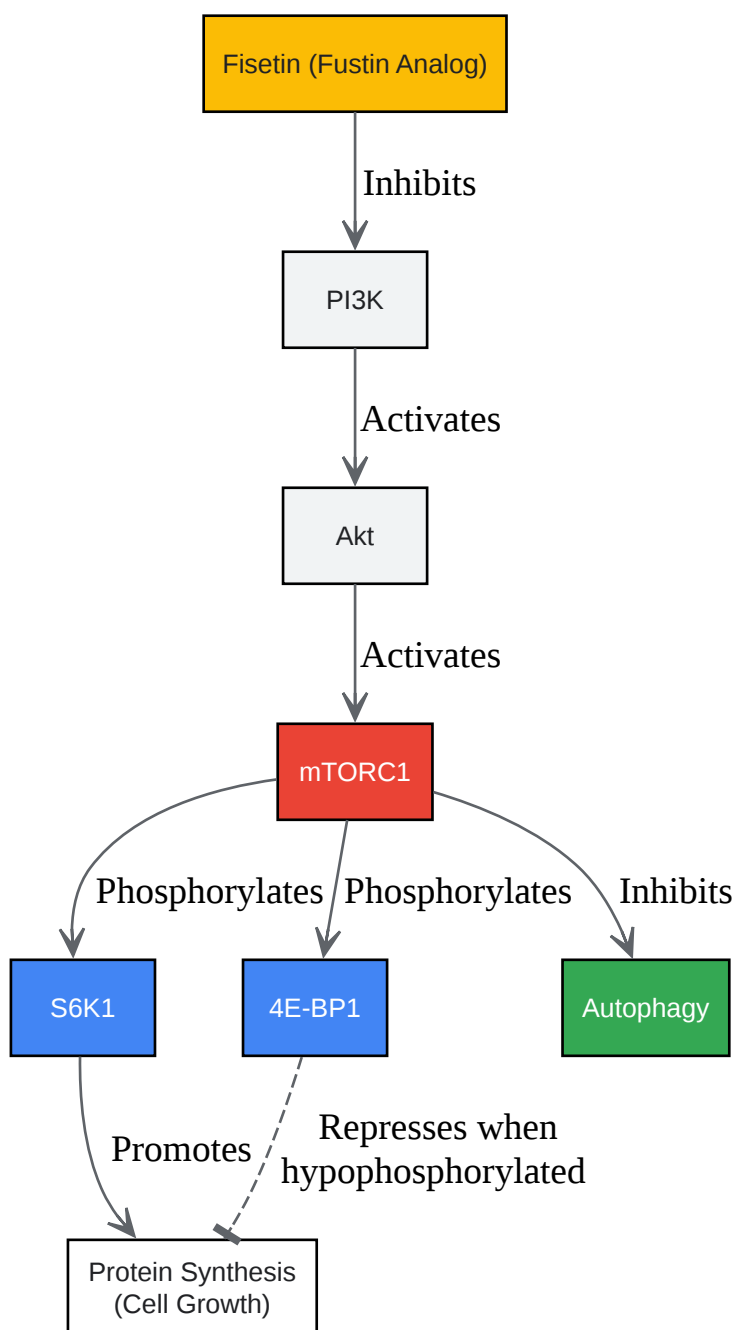 Fisetin (Fustin Analog)
Inhibits
PI3K
Activates
Akt
Activates
mTORC1
Phosphorylates
Phosphorylates
Inhibits
S6K1
4E-BP1
Autophagy
Promotes
Represses when
hypophosphorylated
Protein Synthesis
(Cell Growth)